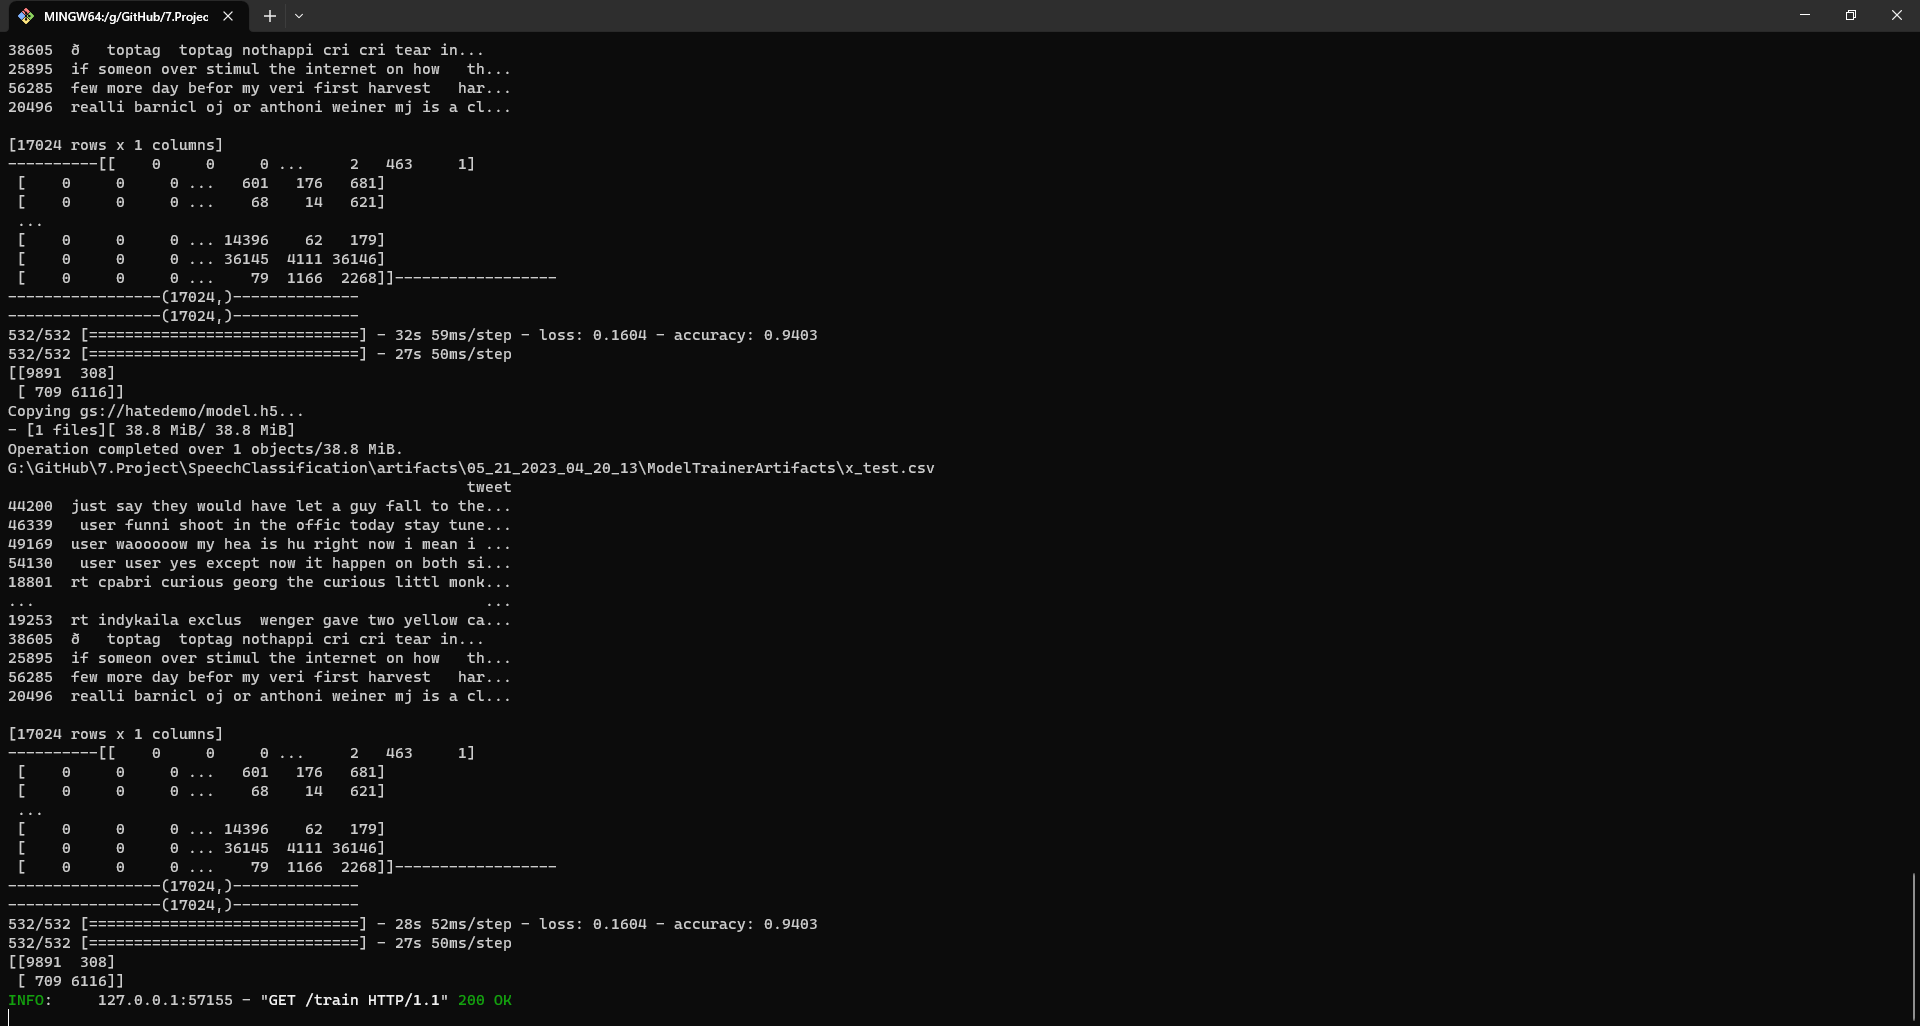 MINGW64:/g/GitHub/7.Projec
38605  ð   toptag  toptag nothappi cri cri tear in...
25895  if someon over stimul the internet on how   th...
56285  few more day befor my veri first harvest   har...
20496  realli barnicl oj or anthoni weiner mj is a cl...
[17024 rows x 1 columns]
----------[[    0     0     0 ...     2   463     1]
 [    0     0     0 ...   601   176   681]
 [    0     0     0 ...    68    14   621]
 ...
 [    0     0     0 ... 14396    62   179]
 [    0     0     0 ... 36145  4111 36146]
 [    0     0     0 ...    79  1166  2268]]------------------
-----------------(17024,)--------------
-----------------(17024,)--------------
532/532 [==============================] - 32s 59ms/step - loss: 0.1604 - accuracy: 0.9403
532/532 [==============================] - 27s 50ms/step
[[9891  308]
 [ 709 6116]]
Copying gs://hatedemo/model.h5...
- [1 files][ 38.8 MiB/ 38.8 MiB]
Operation completed over 1 objects/38.8 MiB.
G:\GitHub\7.Project\SpeechClassification\artifacts\05_21_2023_04_20_13\ModelTrainerArtifacts\x_test.csv
tweet
44200  just say they would have let a guy fall to the...
46339   user funni shoot in the offic today stay tune...
49169  user waooooow my hea is hu right now i mean i ...
54130   user user yes except now it happen on both si...
18801  rt cpabri curious georg the curious littl monk...
...                                                  ...
19253  rt indykaila exclus  wenger gave two yellow ca...
38605  ð   toptag  toptag nothappi cri cri tear in...
25895  if someon over stimul the internet on how   th...
56285  few more day befor my veri first harvest   har...
20496  realli barnicl oj or anthoni weiner mj is a cl...
[17024 rows x 1 columns]
----------[[    0     0     0 ...     2   463     1]
 [    0     0     0 ...   601   176   681]
 [    0     0     0 ...    68    14   621]
 ...
 [    0     0     0 ... 14396    62   179]
 [    0     0     0 ... 36145  4111 36146]
 [    0     0     0 ...    79  1166  2268]]------------------
-----------------(17024,)--------------
-----------------(17024,)--------------
532/532 [==============================] - 28s 52ms/step - loss: 0.1604 - accuracy: 0.9403
532/532 [==============================] - 27s 50ms/step
[[9891  308]
 [ 709 6116]]
INFO:     127.0.0.1:57155 - "GET /train HTTP/1.1" 200 OK